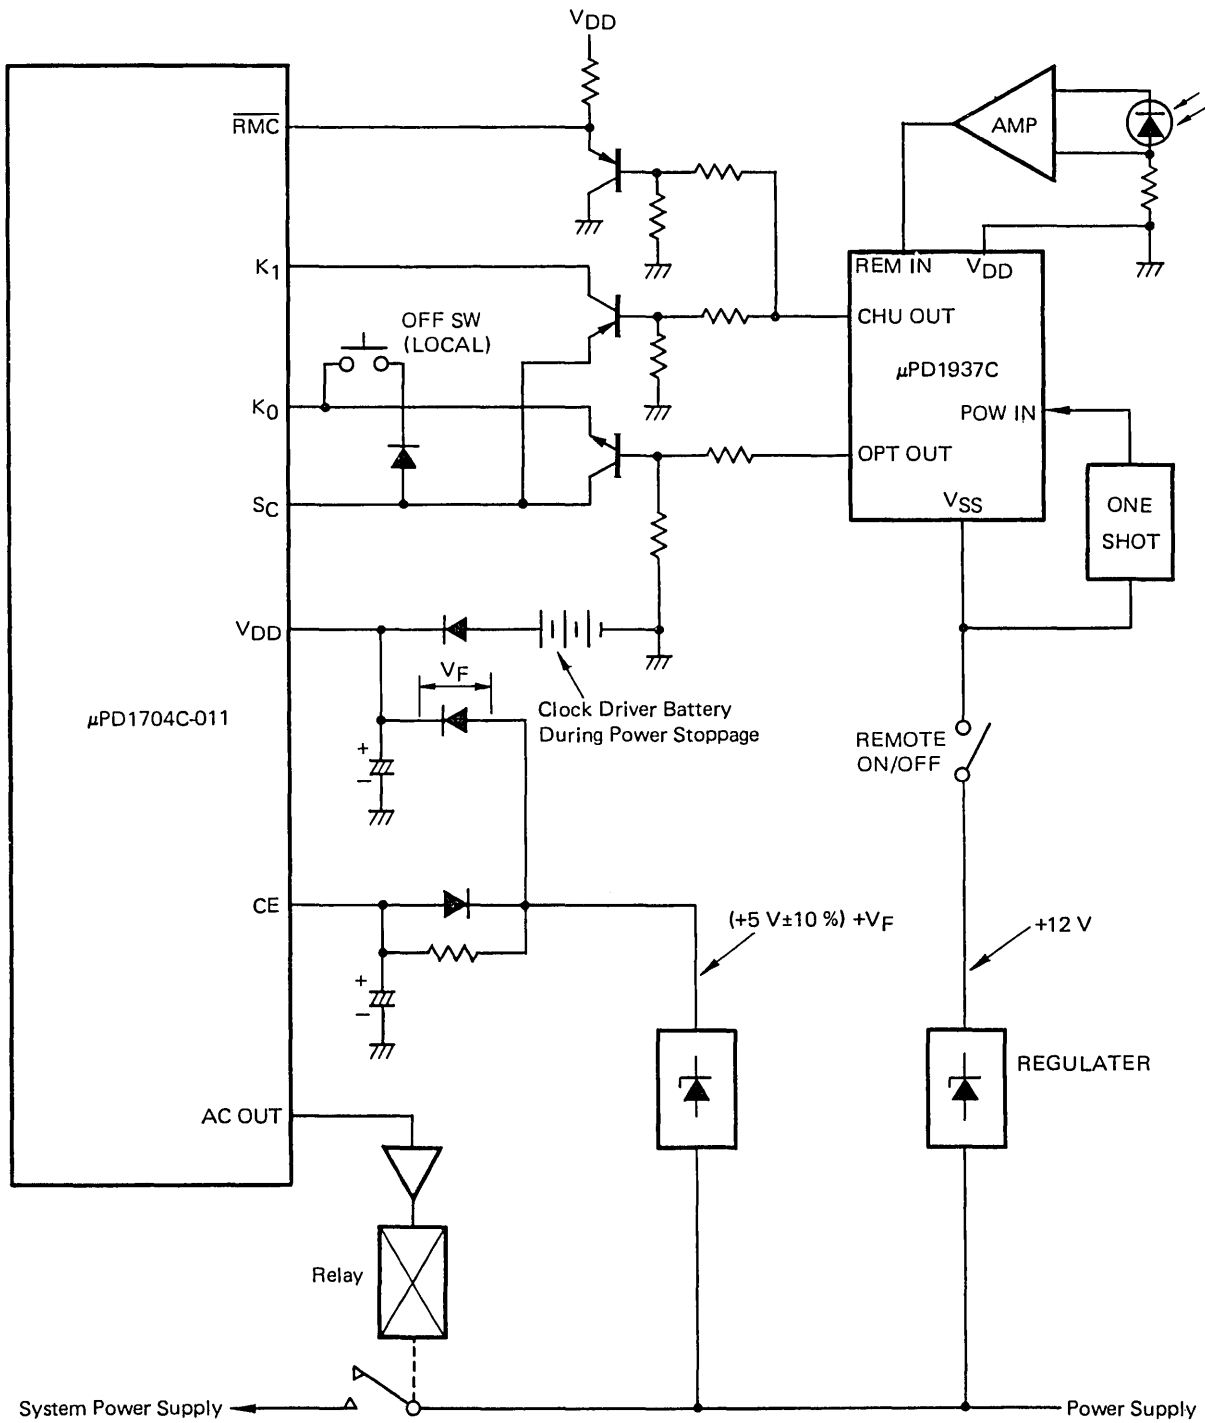 VDD
RMC
AMP
K1
REM IN
VDD
OFF SW
(LOCAL)
CHU OUT
μPD1937C
K0
POW IN
OPT OUT
SC
VSS
ONE
SHOT
VDD
VF
Clock Driver Battery
During Power Stoppage
μPD1704C-011
+
−
REMOTE
ON/OFF
CE
(+5 V±10 %) +VF
+12 V
+
−
REGULATER
AC OUT
Relay
System Power Supply
Power Supply